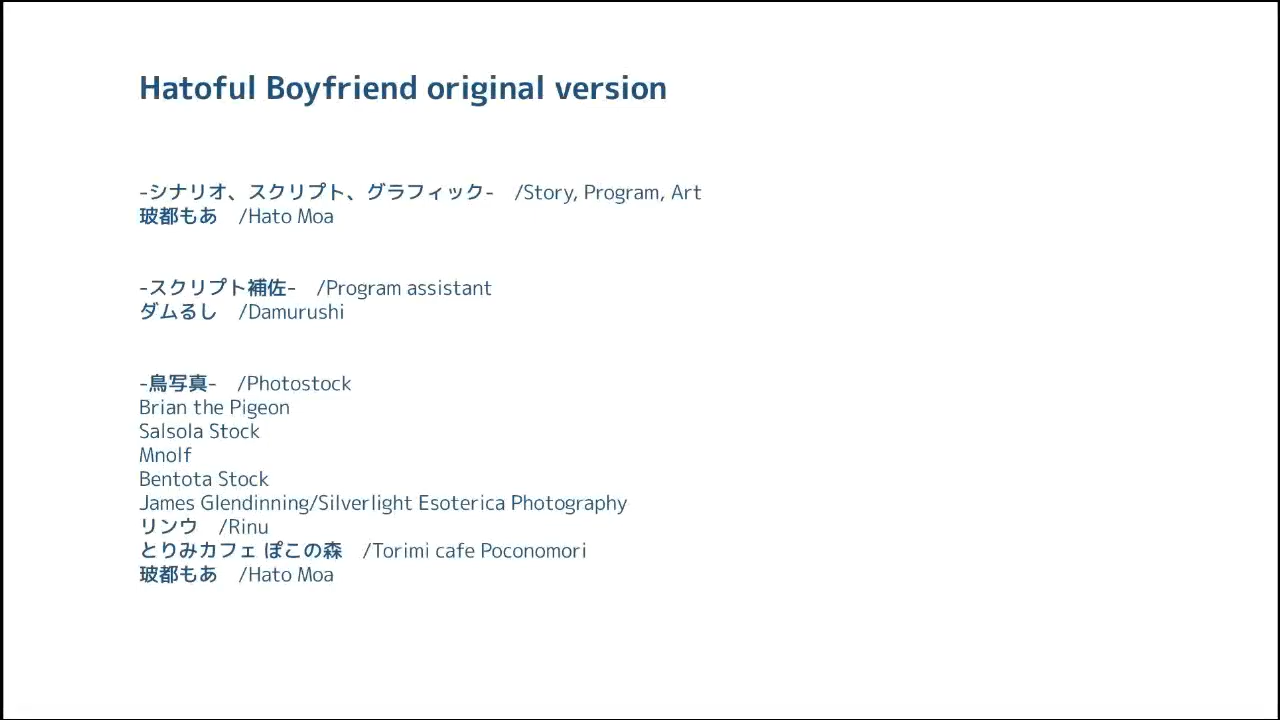 Hatoful Boyfriend original version
-シナリオ、スクリプト、グラフィック-　/Story, Program, Art
玻都もあ　/Hato Moa
-スクリプト補佐-　/Program assistant
ダムるし　/Damurushi
-鳥写真-　/Photostock
Brian the Pigeon
Salsola Stock
Mnolf
Bentota Stock
James Glendinning/Silverlight Esoterica Photography
リンウ　/Rinu
とりみカフェ ぽこの森　/Torimi cafe Poconomori
玻都もあ　/Hato Moa